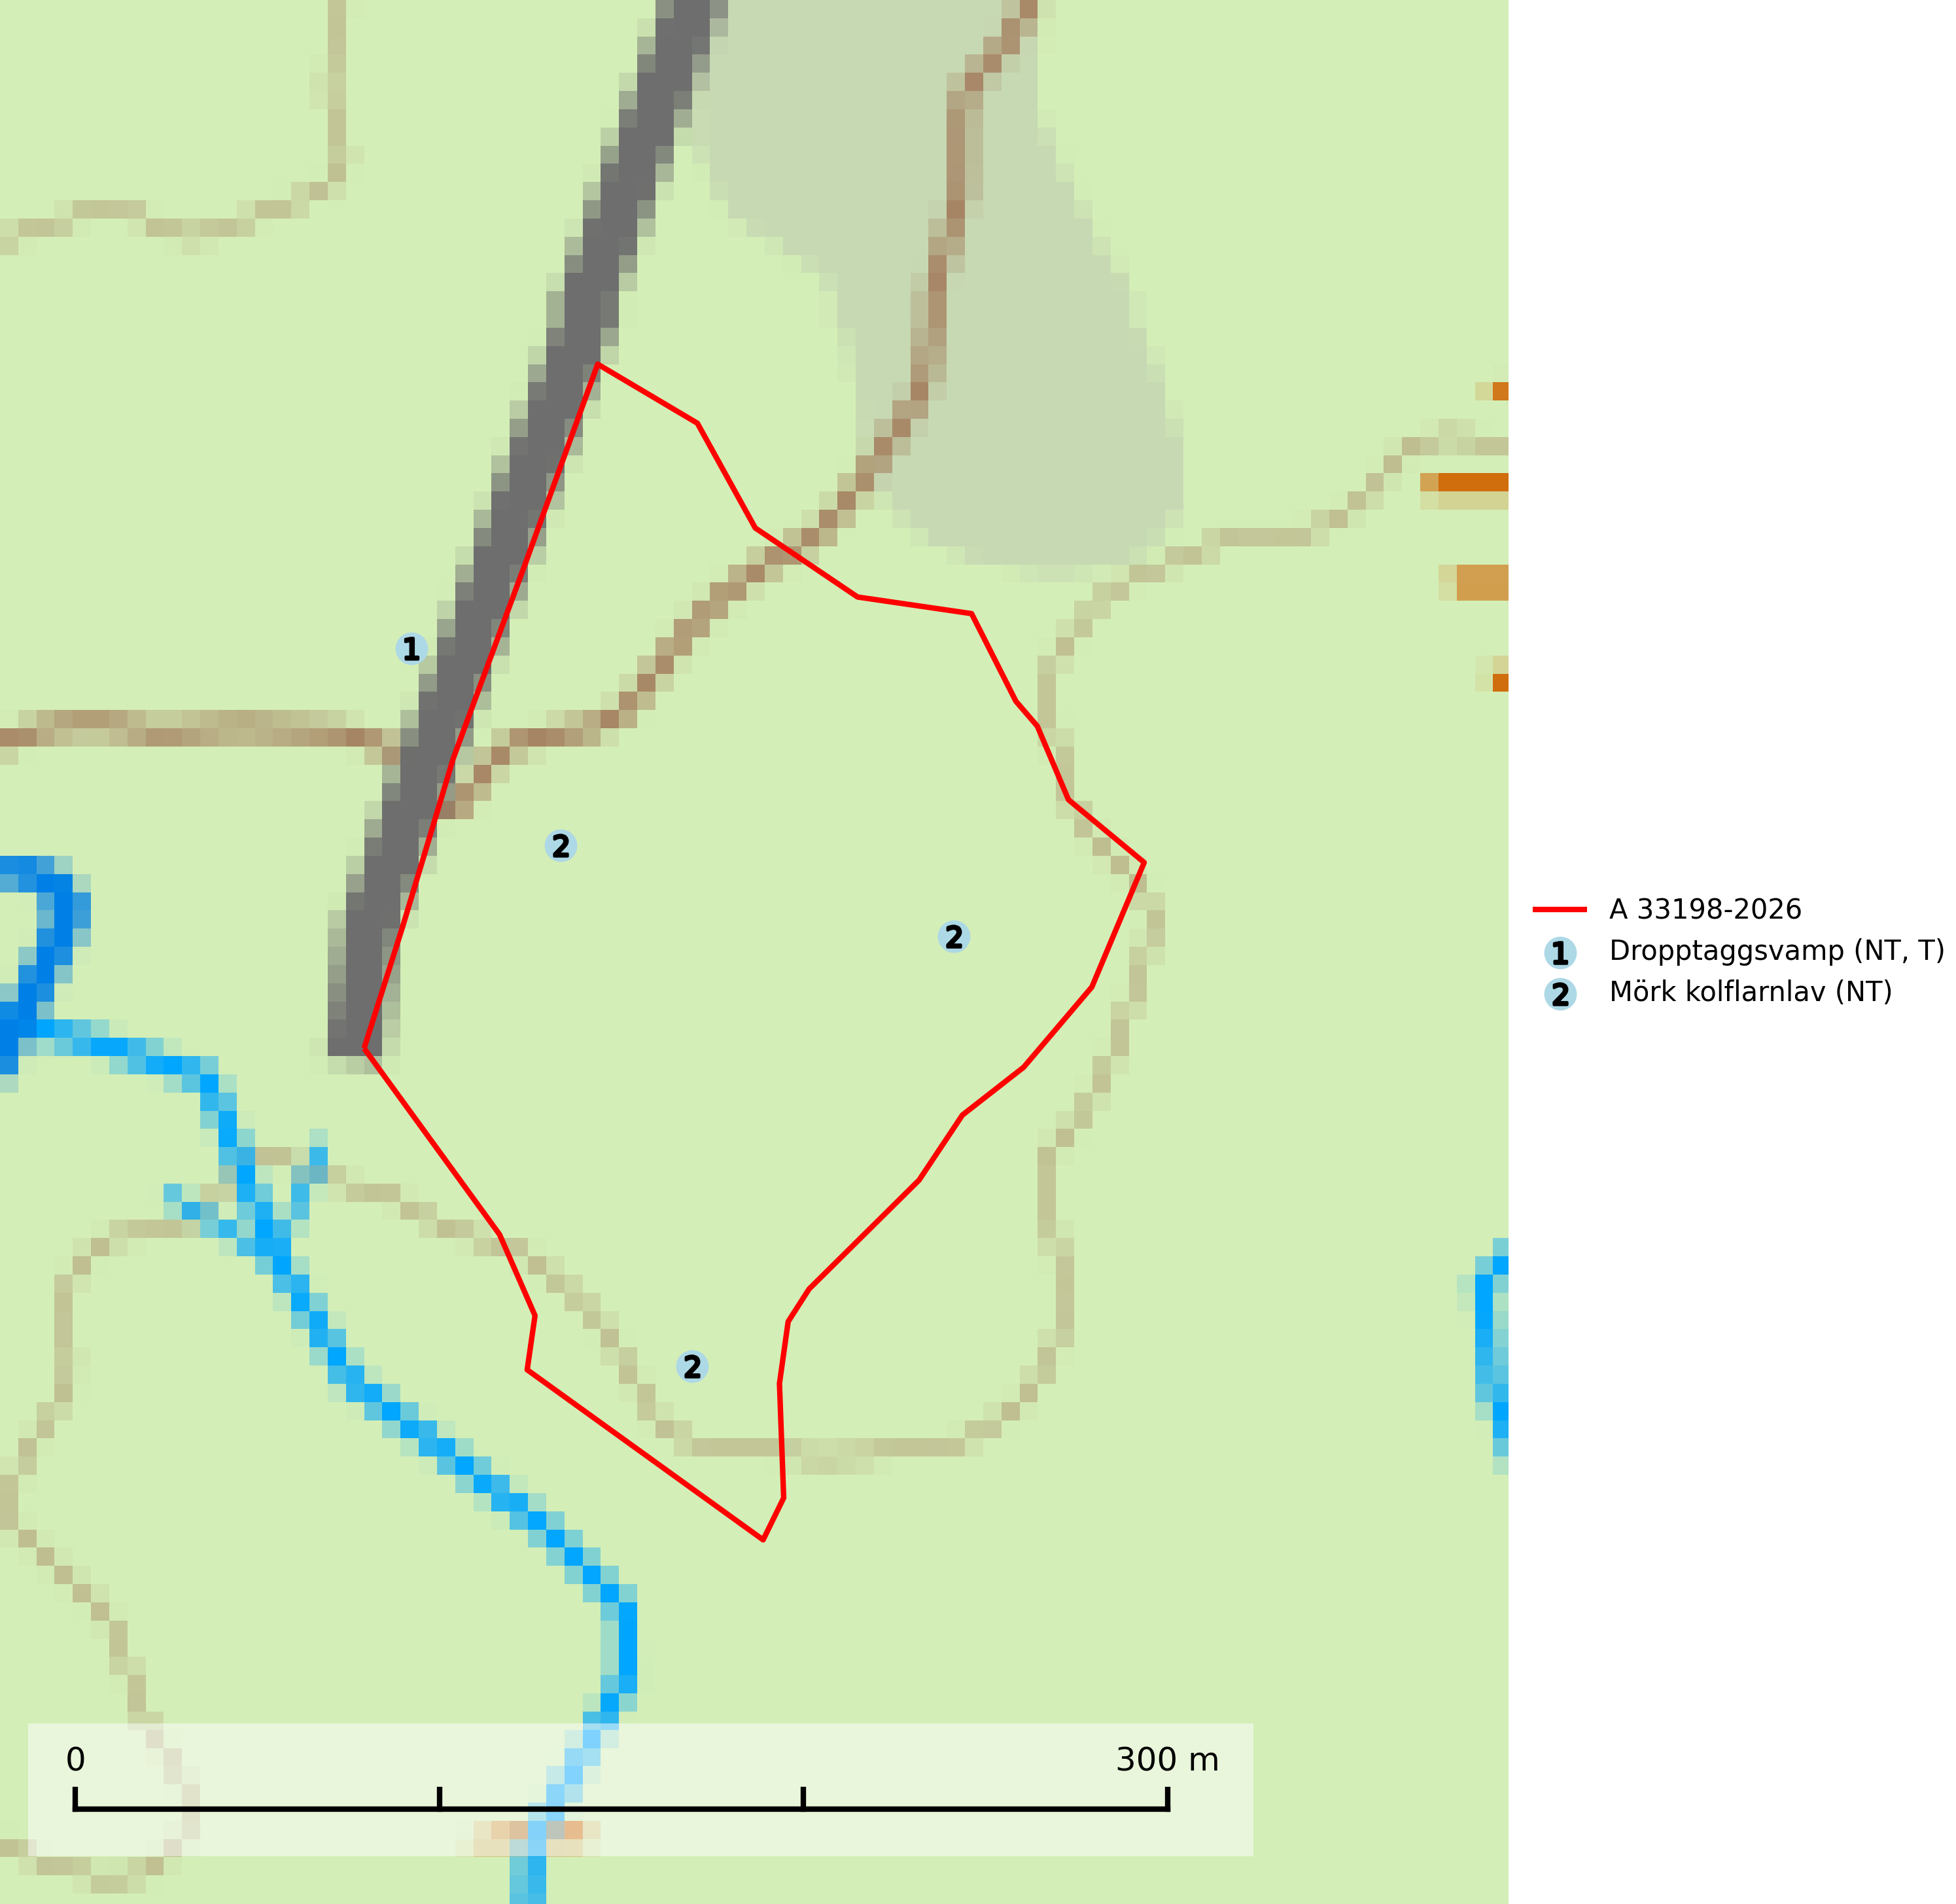 1
2
2
2
A 33198-2026
1 Dropptaggsvamp (NT, T)
2 Mörk kolflarnlav (NT)
0 300 m